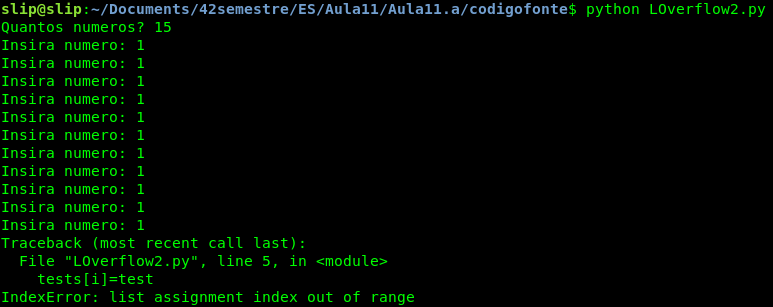 slip@slip:~/Documents/42semestre/ES/Aula11/Aula11.a/codigofonte$ python LOverflow2.py
Quantos numeros? 15
Insira numero: 1
Insira numero: 1
Insira numero: 1
Insira numero: 1
Insira numero: 1
Insira numero: 1
Insira numero: 1
Insira numero: 1
Insira numero: 1
Insira numero: 1
Insira numero: 1
Traceback (most recent call last):
  File "LOverflow2.py", line 5, in <module>
    tests[i]=test
IndexError: list assignment index out of range